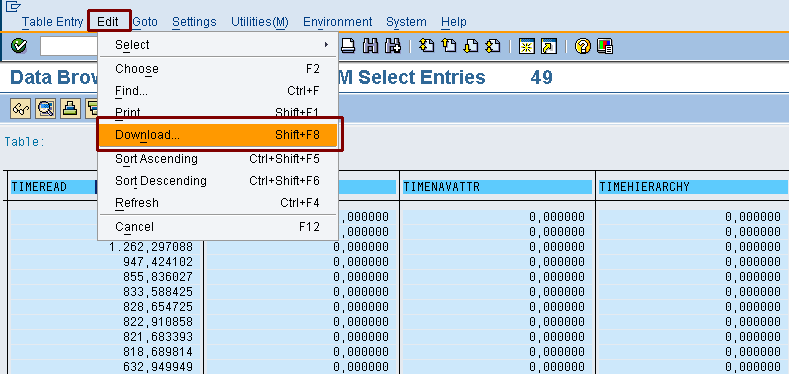 Table Entry Edit Goto Settings Utilities(M) Environment System Help
Select
Choose F2
Find... Ctrl+F
Print Shift+F1
Download... Shift+F8
Sort Ascending Ctrl+Shift+F5
Sort Descending Ctrl+Shift+F6
Refresh Ctrl+F4
Cancel F12
Data Brow M Select Entries 49
Table:
TIMEREAD TIMENAVATTR TIMEHIERARCHY
,000000 0,000000 0,000000
0,000000 0,000000 0,000000
1.262,297088 0,000000 0,000000 0,000000
947,424102 0,000000 0,000000 0,000000
855,836027 0,000000 0,000000 0,000000
833,588425 0,000000 0,000000 0,000000
828,654725 0,000000 0,000000 0,000000
822,910858 0,000000 0,000000 0,000000
821,683393 0,000000 0,000000 0,000000
818,689814 0,000000 0,000000 0,000000
632,949949 0,000000 0,000000 0,000000